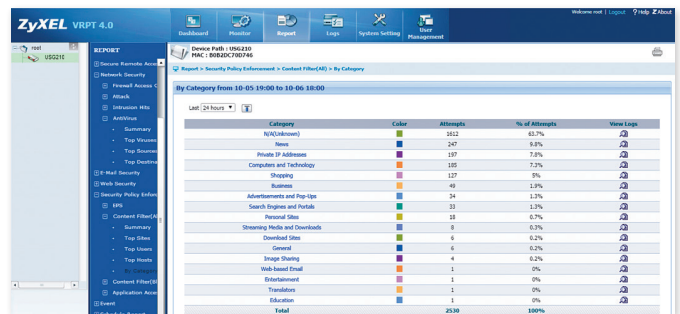 Welcome root | Logout ? Help Z About
ZyXEL VRPT 4.0
Dashboard Monitor Report Logs System Setting User Management
root
USG210
REPORT
Secure Remote Acce
Network Security
Firewall Access C
Attack
Intrusion Hits
AntiVirus
Summary
Top Viruses
Top Sources
Top Destina
E-Mail Security
Web Security
Security Policy Enforc
EPS
Content Filter(Al
Summary
Top Sites
Top Users
Top Hosts
By Category
Content Filter(Bl
Application Acce
Event
Device Path : USG210
MAC : B0B2DC70D746
Report > Security Policy Enforcement > Content Filter(All) > By Category
By Category from 10-05 19:00 to 10-06 18:00
Last 24 hours
Category Color Attempts % of Attempts View Logs
N/A(Unknown) 1612 63.7%
News 247 9.8%
Private IP Addresses 197 7.8%
Computers and Technology 185 7.3%
Shopping 127 5%
Business 49 1.9%
Advertisements and Pop-Ups 34 1.3%
Search Engines and Portals 33 1.3%
Personal Sites 18 0.7%
Streaming Media and Downloads 8 0.3%
Download Sites 6 0.2%
General 6 0.2%
Image Sharing 4 0.2%
Web-based Email 1 0%
Entertainment 1 0%
Translators 1 0%
Education 1 0%
Total 2530 100%